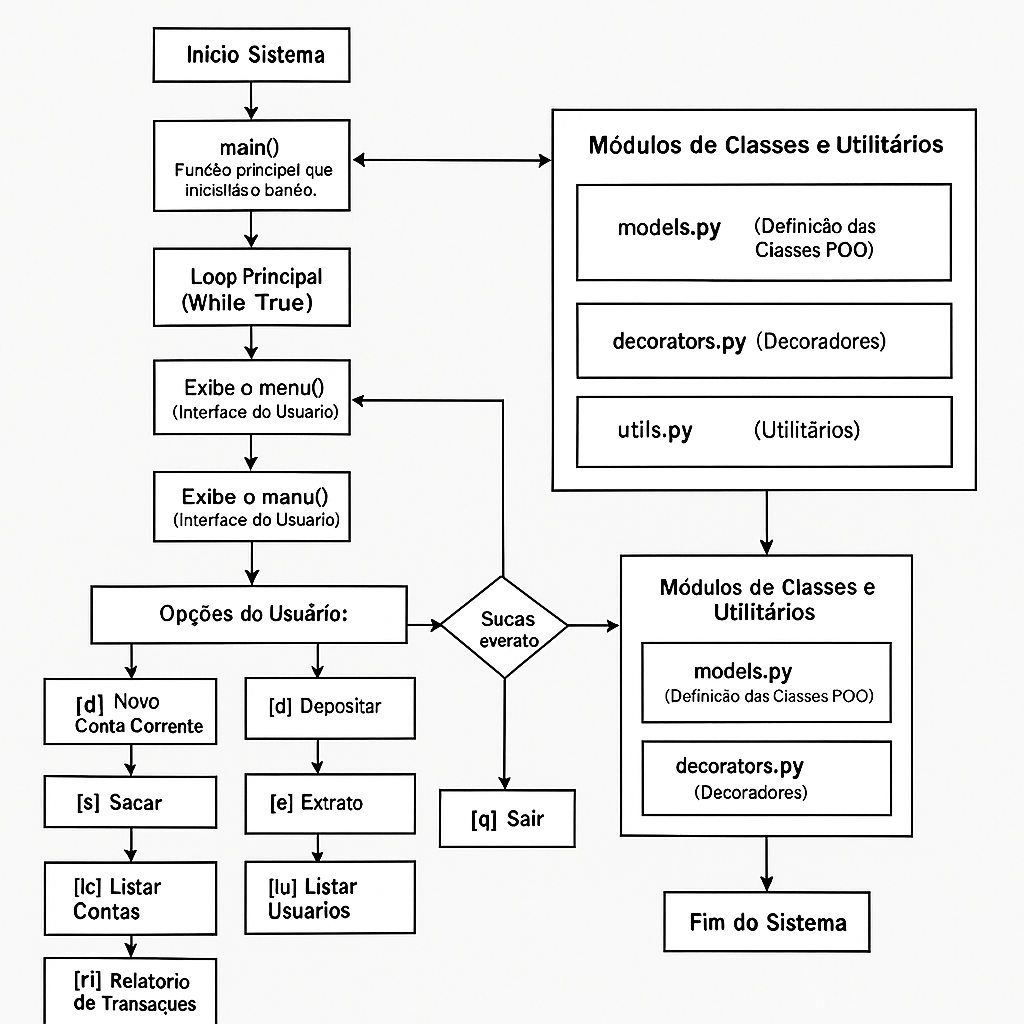 Inicio Sistema
main()
Funćẽo principel que
inicisllás o banéo.
Loop Principal
(While True)
Exibe o menu()
(Interface do Usuario)
Exibe o manu()
(Interface do Usuario)
Opções do Usuário:
[d] Novo
Conta Corrente
[s] Sacar
[lc] Listar
Contas
[ri] Relatorio
de Transaçues
[d] Depositar
[e] Extrato
[lu] Listar
Usuarios
Sucas
everato
[q] Sair
Módulos de Classes e Utilitários
models.py (Definicão das
Ciasses POO)
decorators.py (Decoradores)
utils.py (Utilitãrios)
Módulos de Classes e
Utilitários
models.py
(Definicão das Ciasses POO)
decorators.py
(Decoradores)
Fim do Sistema